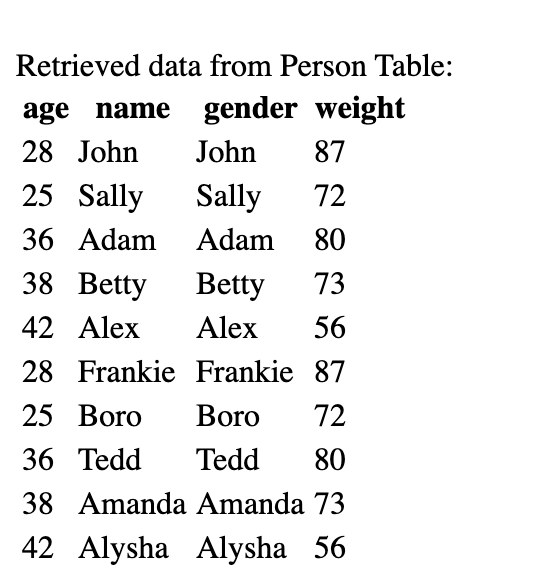 Retrieved data from Person Table:
age name gender weight
28 John John 87
25 Sally Sally 72
36 Adam Adam 80
38 Betty Betty 73
42 Alex Alex 56
28 Frankie Frankie 87
25 Boro Boro 72
36 Tedd Tedd 80
38 Amanda Amanda 73
42 Alysha Alysha 56